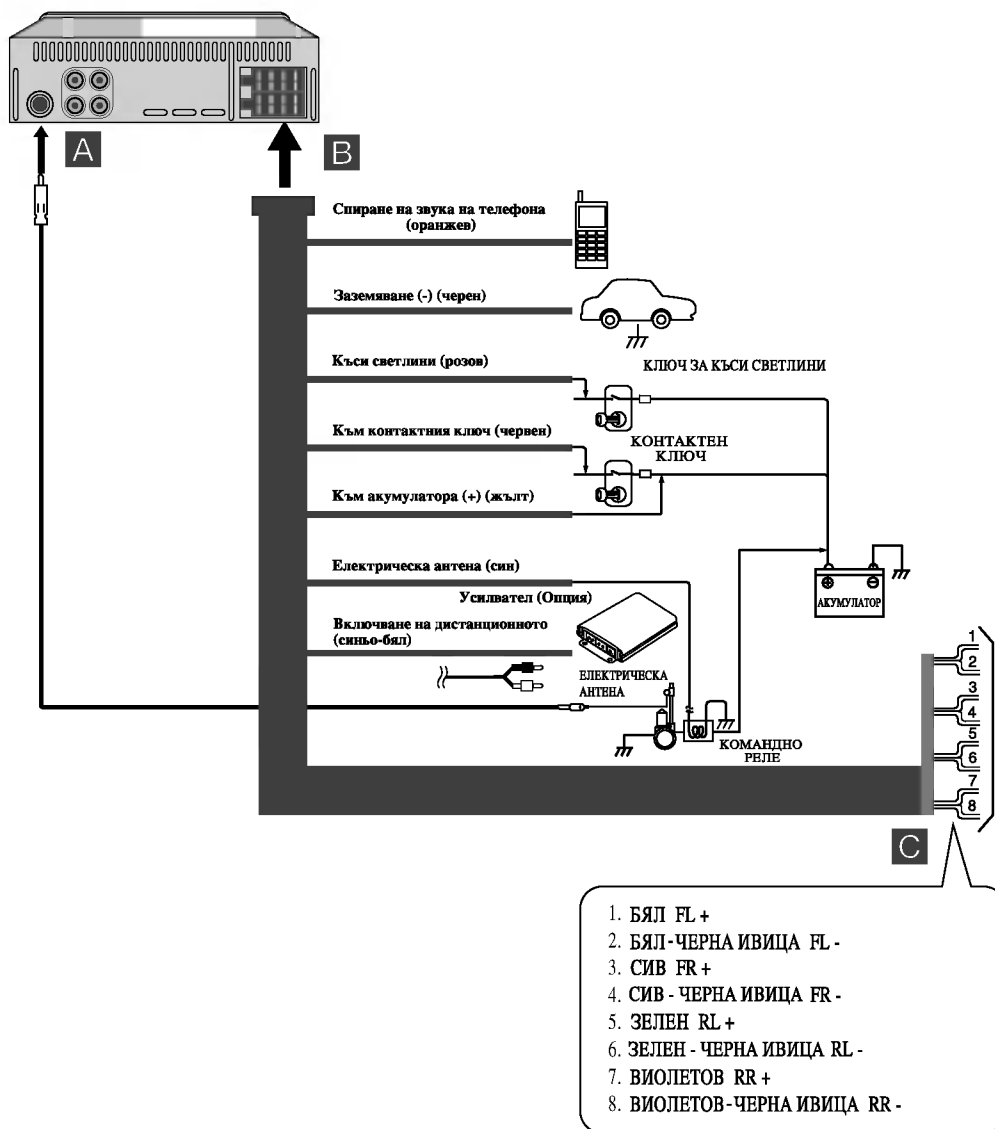 A
B
Спиране на звука на телефона
(оранжев)
Заземяване (-) (черен)
Къси светлини (розов)
КЛЮЧ ЗА КЪСИ СВЕТЛИНИ
Към контактния ключ (червен)
КОНТАКТЕН
КЛЮЧ
Към акумулатора (+) (жълт)
Електрическа антена (син)
АКУМУЛАТОР
Усилвател (Опция)
Включване на дистанционното
(синьо-бял)
ЕЛЕКТРИЧЕСКА
АНТЕНА
КОМАНДНО
РЕЛЕ
1
2
3
4
5
6
7
8
C
1. БЯЛ FL +
2. БЯЛ-ЧЕРНА ИВИЦА FL -
3. СИВ FR +
4. СИВ - ЧЕРНА ИВИЦА FR -
5. ЗЕЛЕН RL +
6. ЗЕЛЕН - ЧЕРНА ИВИЦА RL -
7. ВИОЛЕТОВ RR +
8. ВИОЛЕТОВ-ЧЕРНА ИВИЦА RR -